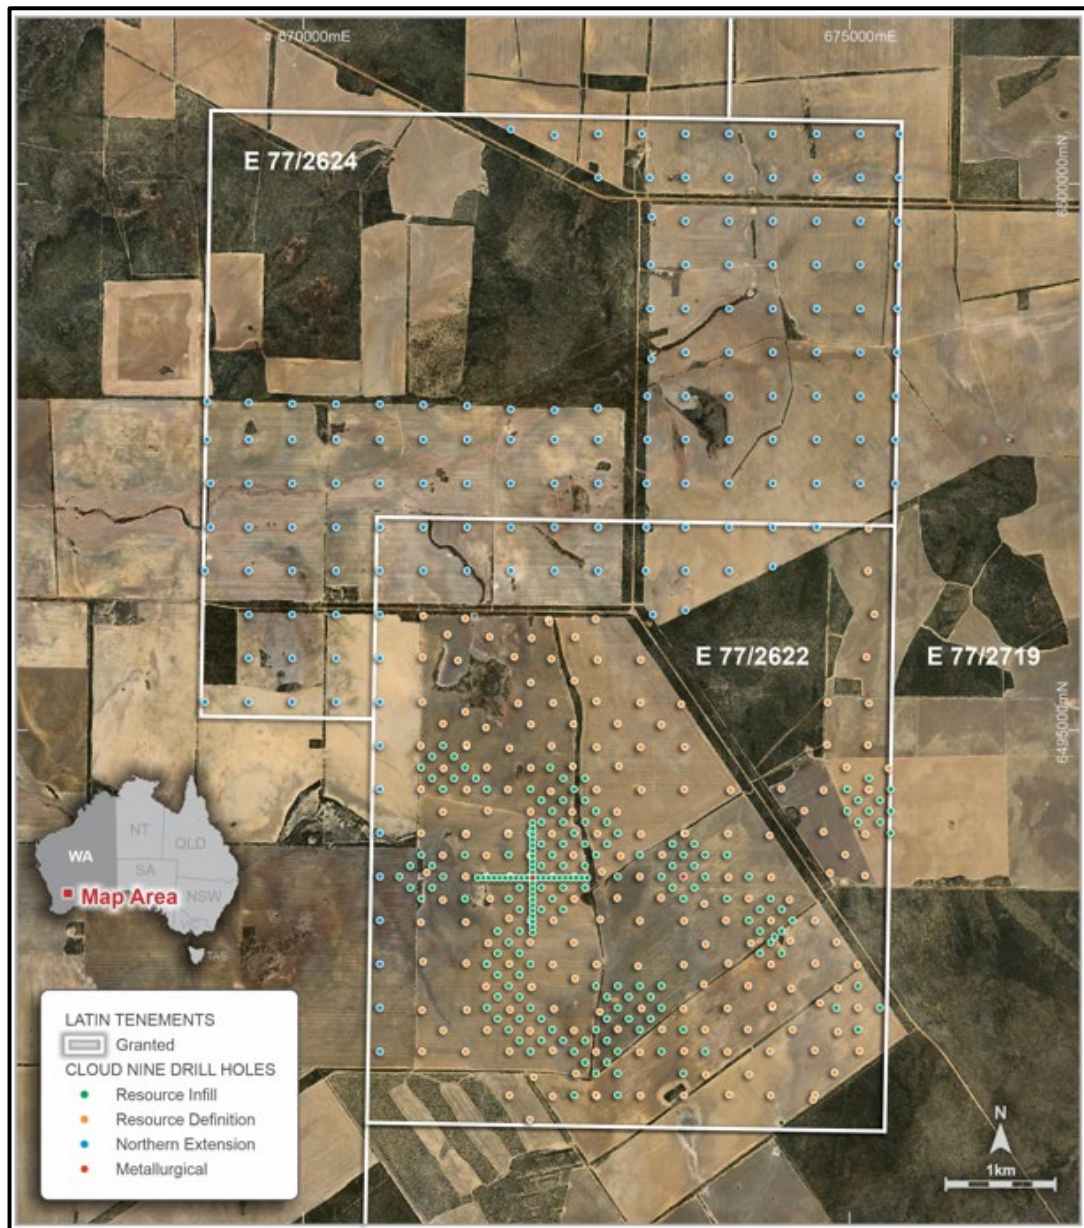 670000mE 675000mE
E 77/2624
6500000mN
E 77/2622
E 77/2719
6495000mN
NT
QLD
WA
SA
NSW
VIC
TAS
Map Area
LATIN TENEMENTS
Granted
CLOUD NINE DRILL HOLES
Resource Infill
Resource Definition
Northern Extension
Metallurgical
N
1km